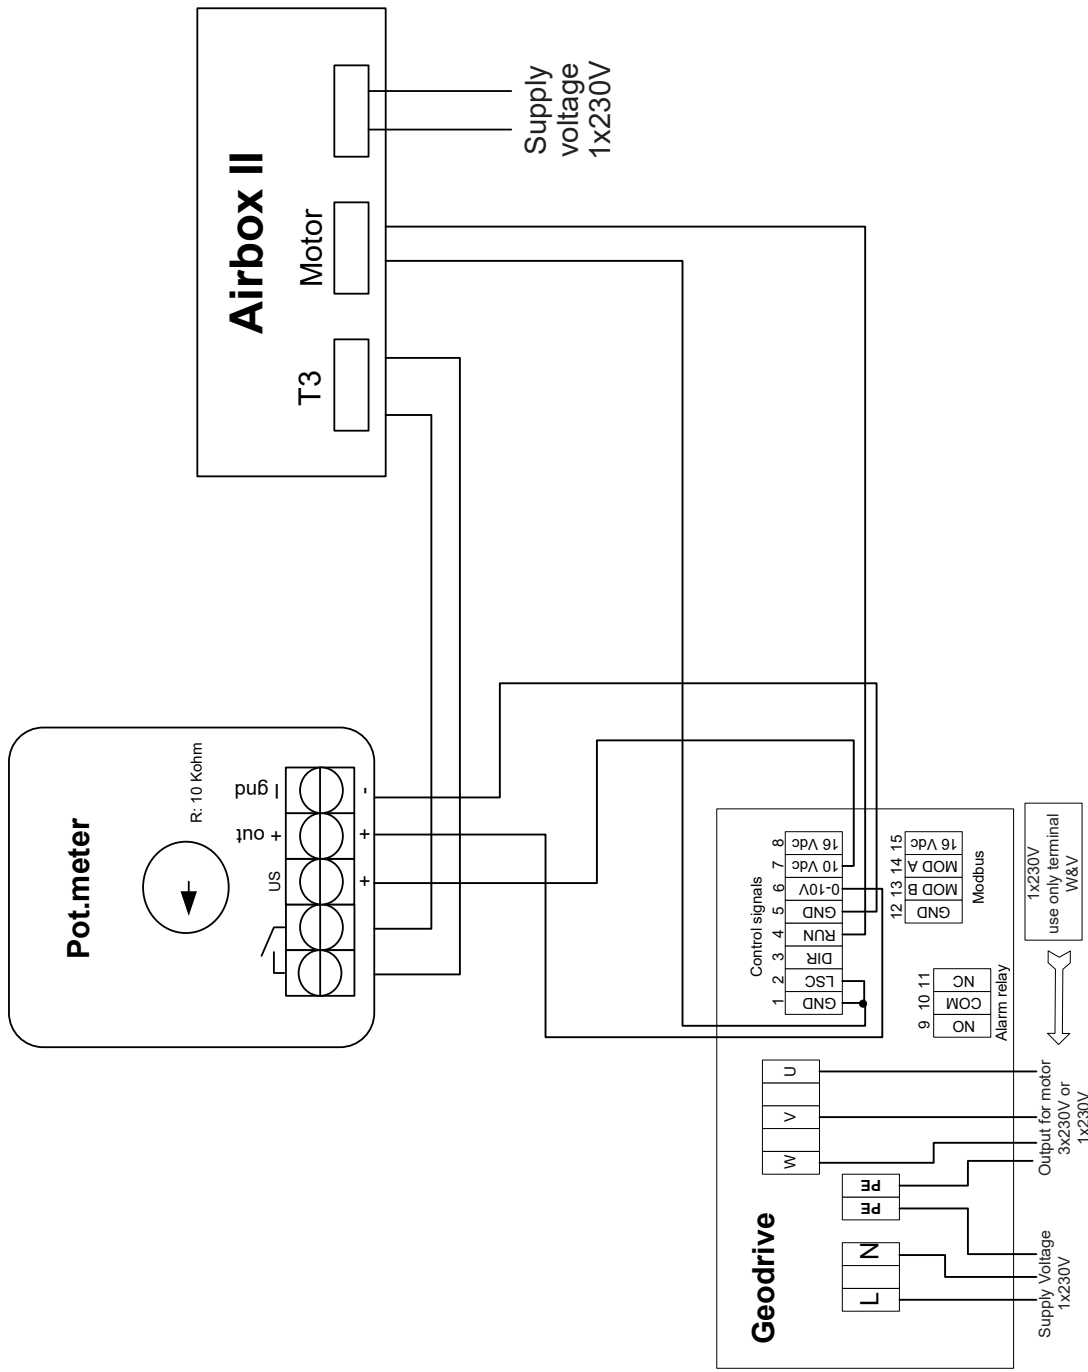 Pot.meter
R: 10 Kohm
US
+ out
I gnd
+
+
-
Airbox II
T3
Motor
Supply
voltage
1x230V
Geodrive
L
N
PE
PE
W
V
U
Supply Voltage
1x230V
Output for motor
3x230V or
1x230V
1x230V
use only terminal
W&V
Control signals
1 2 3 4 5 6 7 8
GND
LSC
DIR
RUN
GND
0-10V
10 Vdc
16 Vdc
9 10 11
NO
COM
NC
Alarm relay
12 13 14 15
GND
MOD B
MOD A
16 Vdc
Modbus